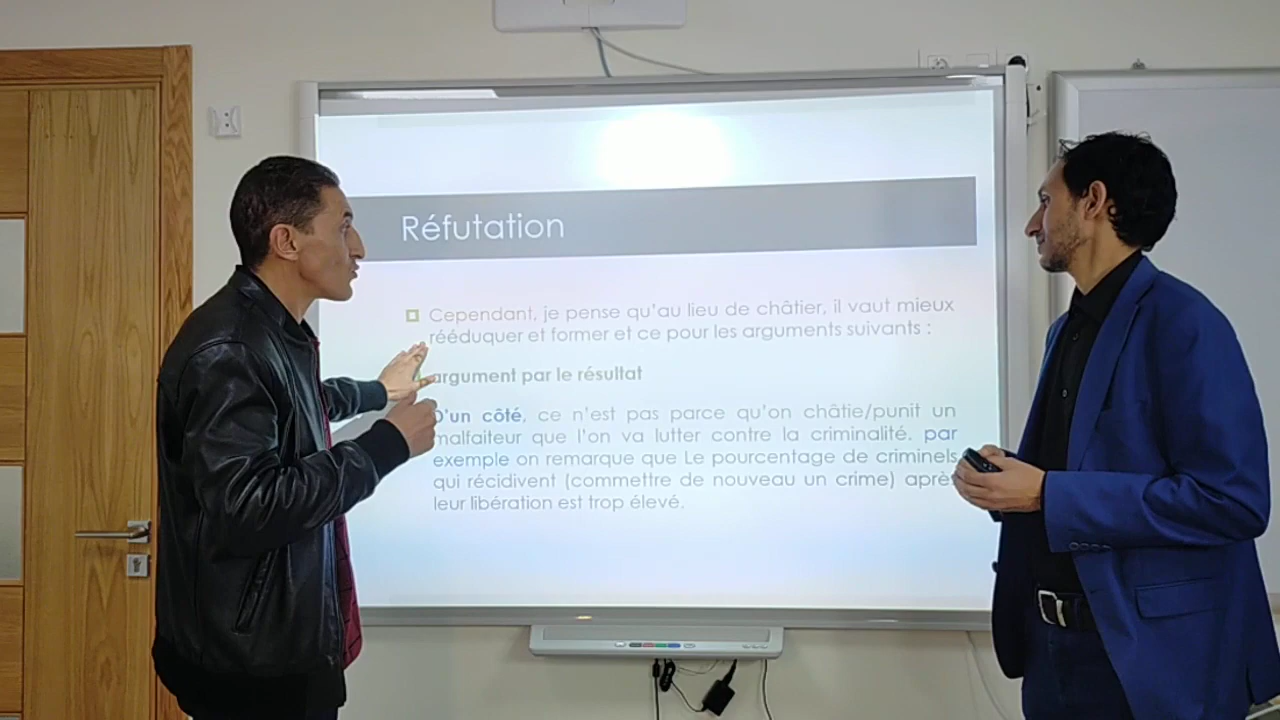 Réfutation
Cependant, je pense qu'au lieu de châtier, il vaut mieux
rééduquer et former et ce pour les arguments suivants :
argument par le résultat
D'un côté, ce n'est pas parce qu'on châtie/punit un
malfaiteur que l'on va lutter contre la criminalité. par
exemple on remarque que Le pourcentage de criminels
qui récidivent (commettre de nouveau un crime) après
leur libération est trop élevé.